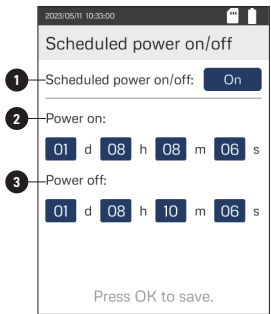 2023/05/11 10:33:00
Scheduled power on/off
1 Scheduled power on/off: On
2 Power on:
01 d 08 h 08 m 06 s
3 Power off:
01 d 08 h 10 m 06 s
Press OK to save.